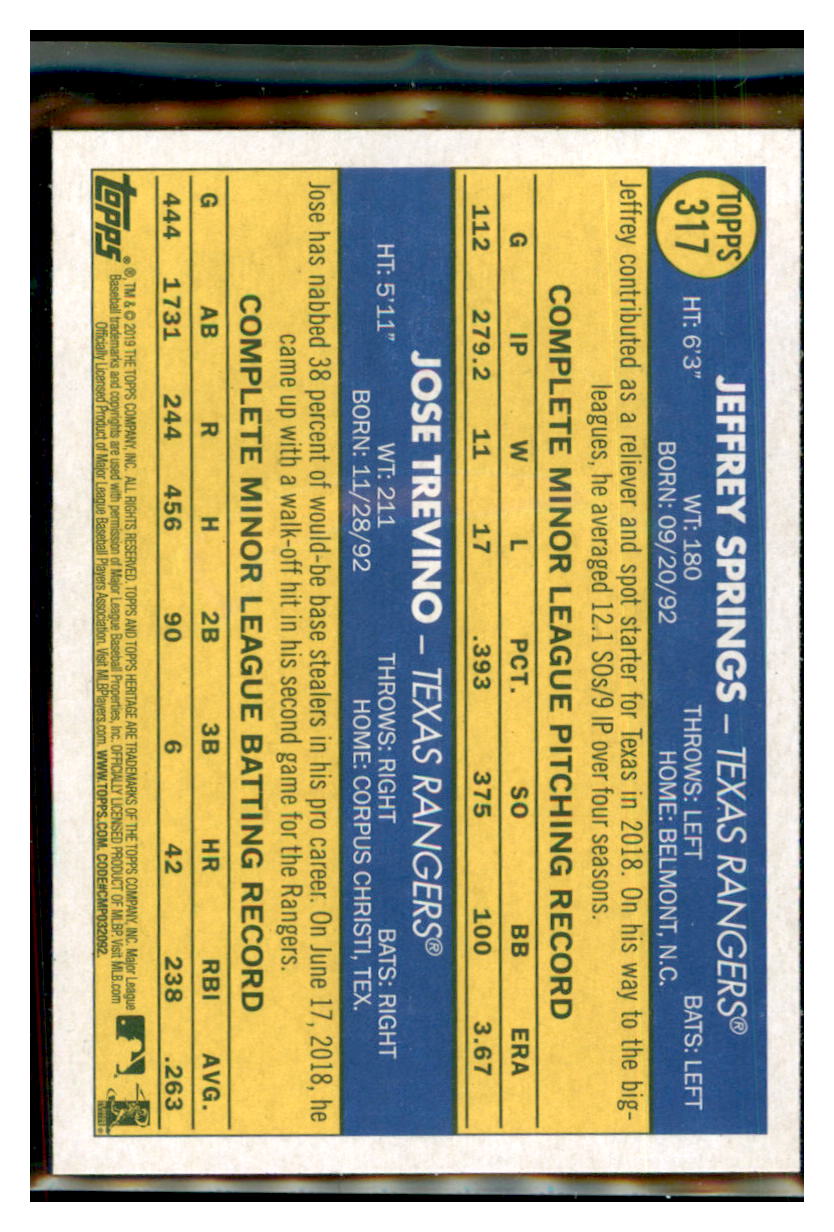 TOPPS
317
JEFFREY SPRINGS – TEXAS RANGERS®
HT: 6'3" WT: 180 THROWS: LEFT BATS: LEFT
BORN: 09/20/92 HOME: BELMONT, N.C.
Jeffrey contributed as a reliever and spot starter for Texas in 2018. On his way to the big-
leagues, he averaged 12.1 SOs/9 IP over four seasons.
COMPLETE MINOR LEAGUE PITCHING RECORD
G IP W L PCT. SO BB ERA
112 279.2 11 17 .393 375 100 3.67
JOSE TREVINO – TEXAS RANGERS®
HT: 5'11" WT: 211 THROWS: RIGHT BATS: RIGHT
BORN: 11/28/92 HOME: CORPUS CHRISTI, TEX.
Jose has nabbed 38 percent of would-be base stealers in his pro career. On June 17, 2018, he
came up with a walk-off hit in his second game for the Rangers.
COMPLETE MINOR LEAGUE BATTING RECORD
G AB R H 2B 3B HR RBI AVG.
444 1731 244 456 90 6 42 238 .263
topps
®, TM & © 2019 THE TOPPS COMPANY, INC. ALL RIGHTS RESERVED. TOPPS AND TOPPS HERITAGE ARE TRADEMARKS OF THE TOPPS COMPANY, INC. Major League
Baseball trademarks and copyrights are used with permission of Major League Baseball Properties, Inc. OFFICIALLY LICENSED PRODUCT OF MLBP. Visit MLB.com
Officially Licensed Product of Major League Baseball Players Association. Visit MLBPlayers.com. WWW.TOPPS.COM. CODE#CMP032092.